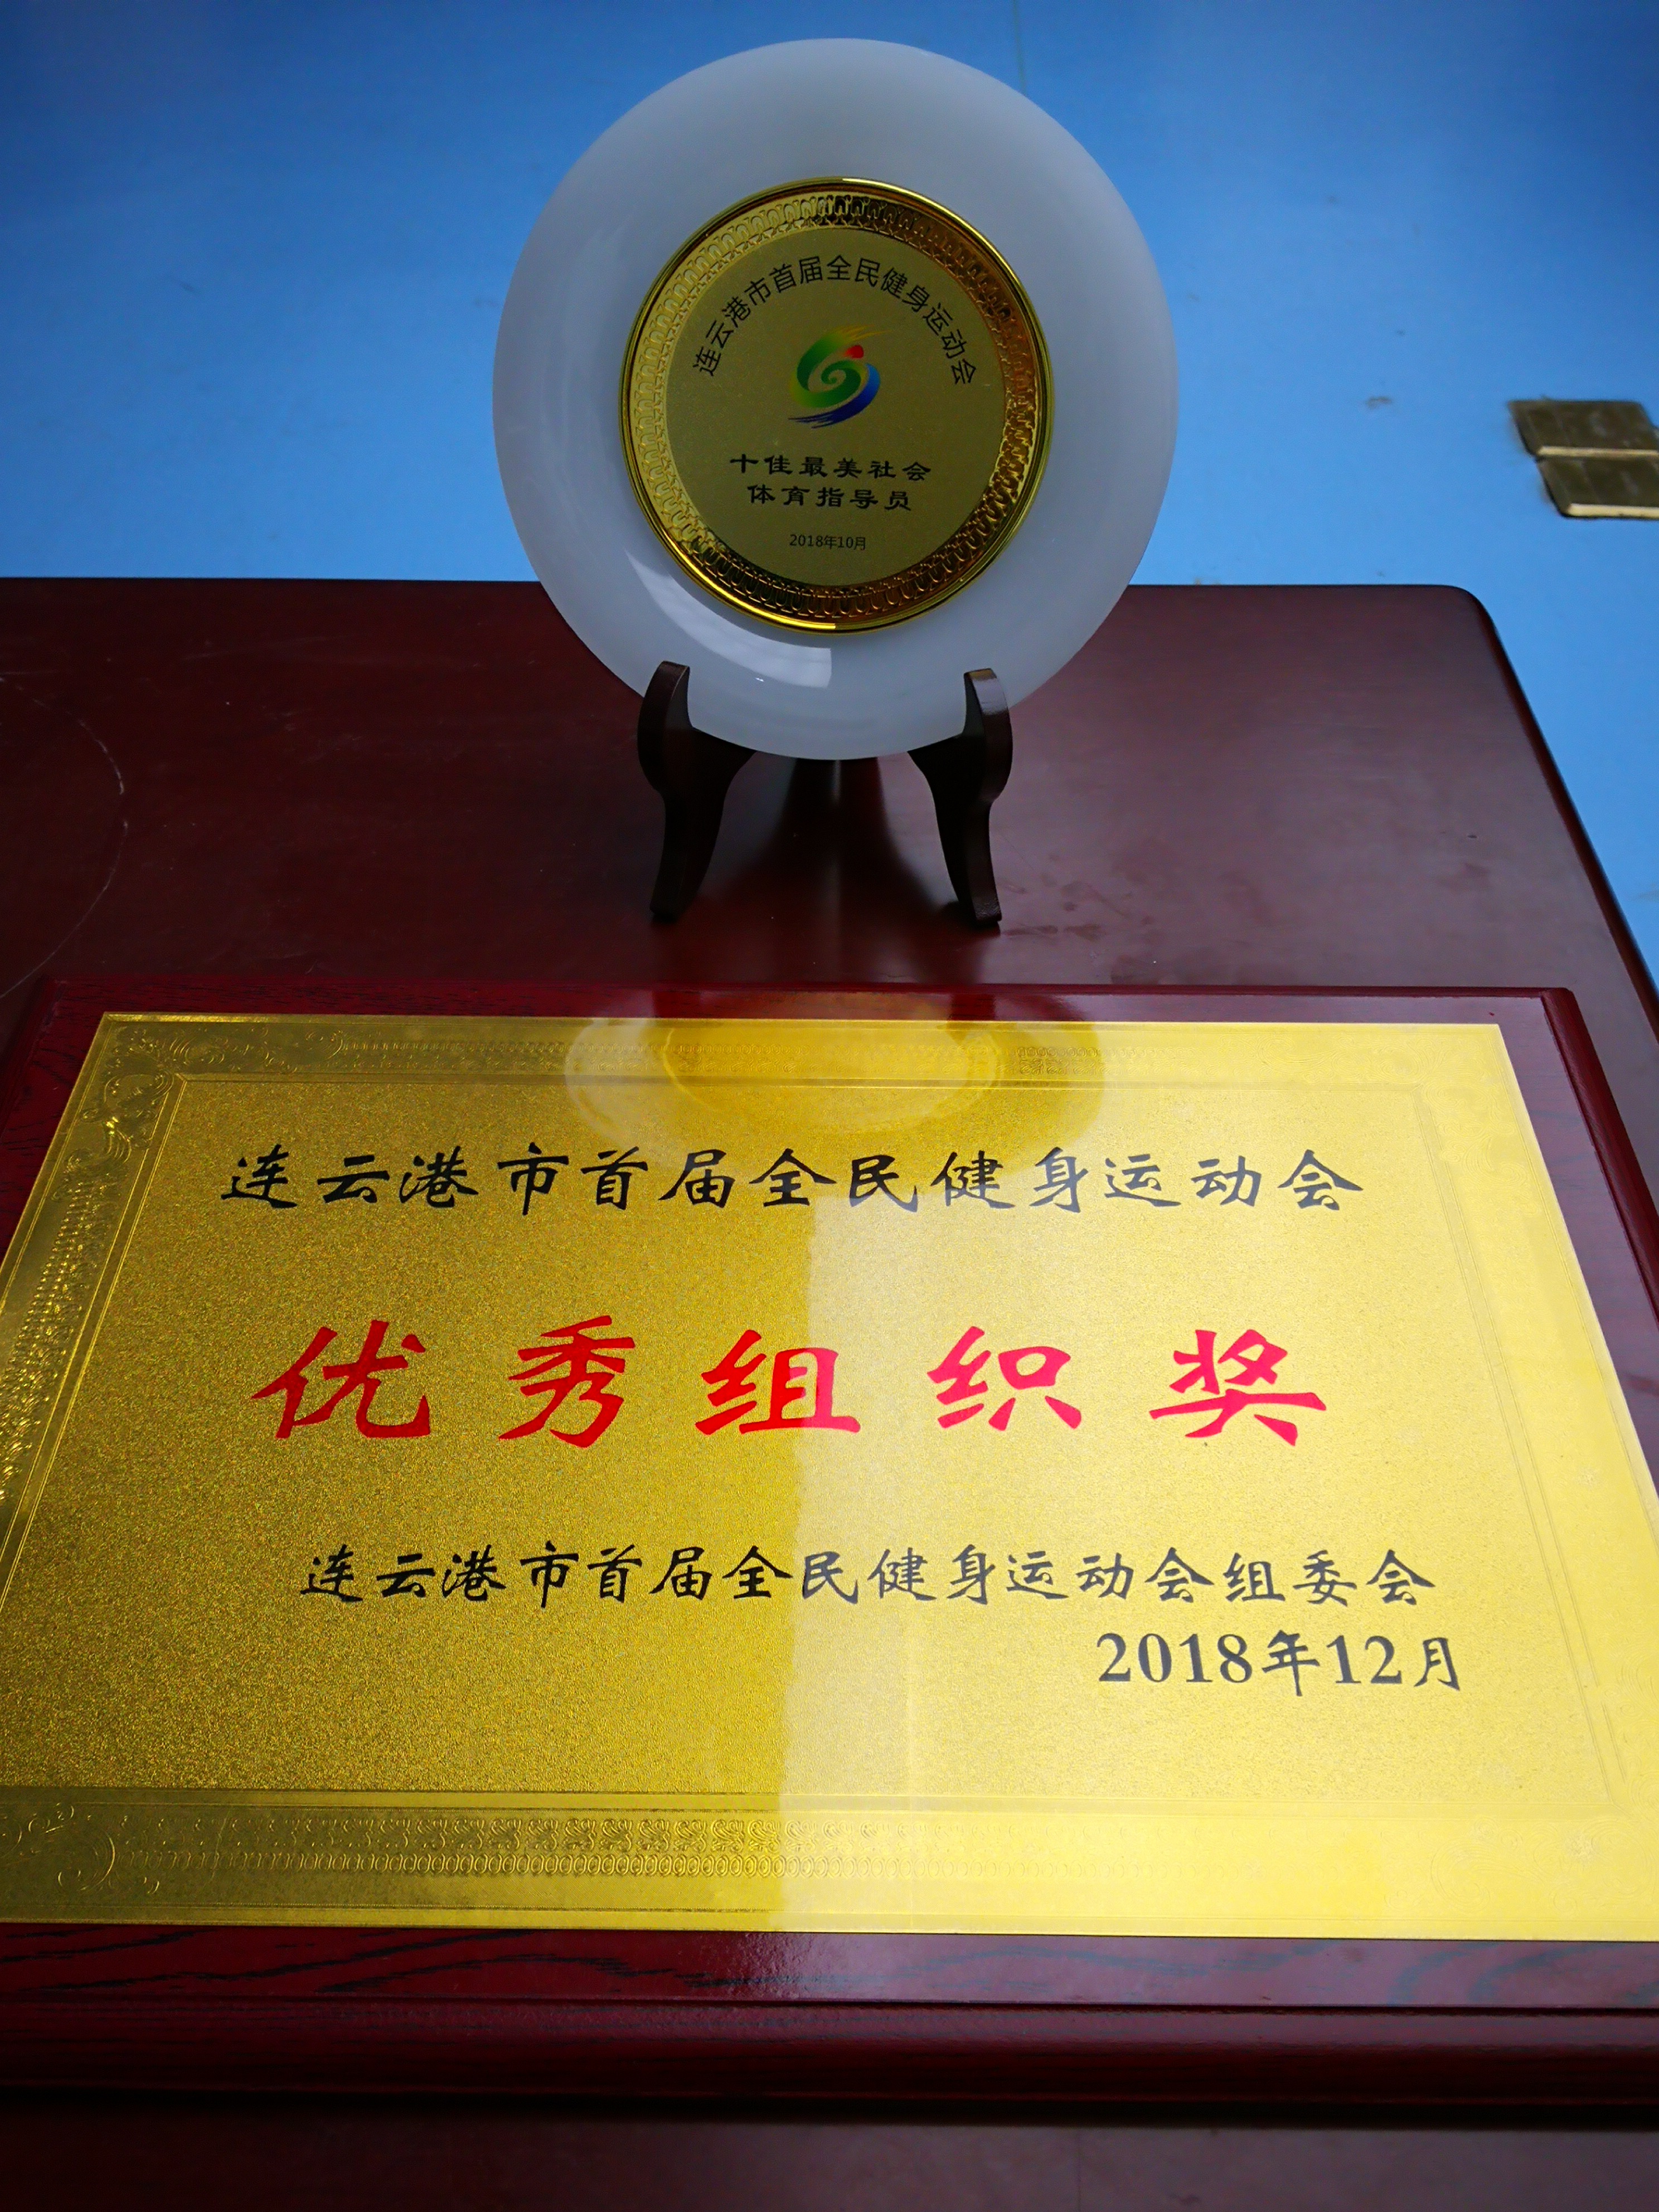 连云港市首届全民健身运动会
十佳最美社会
体育指导员
2018年10月
连云港市首届全民健身运动会
优秀组织奖
连云港市首届全民健身运动会组委会
2018年12月